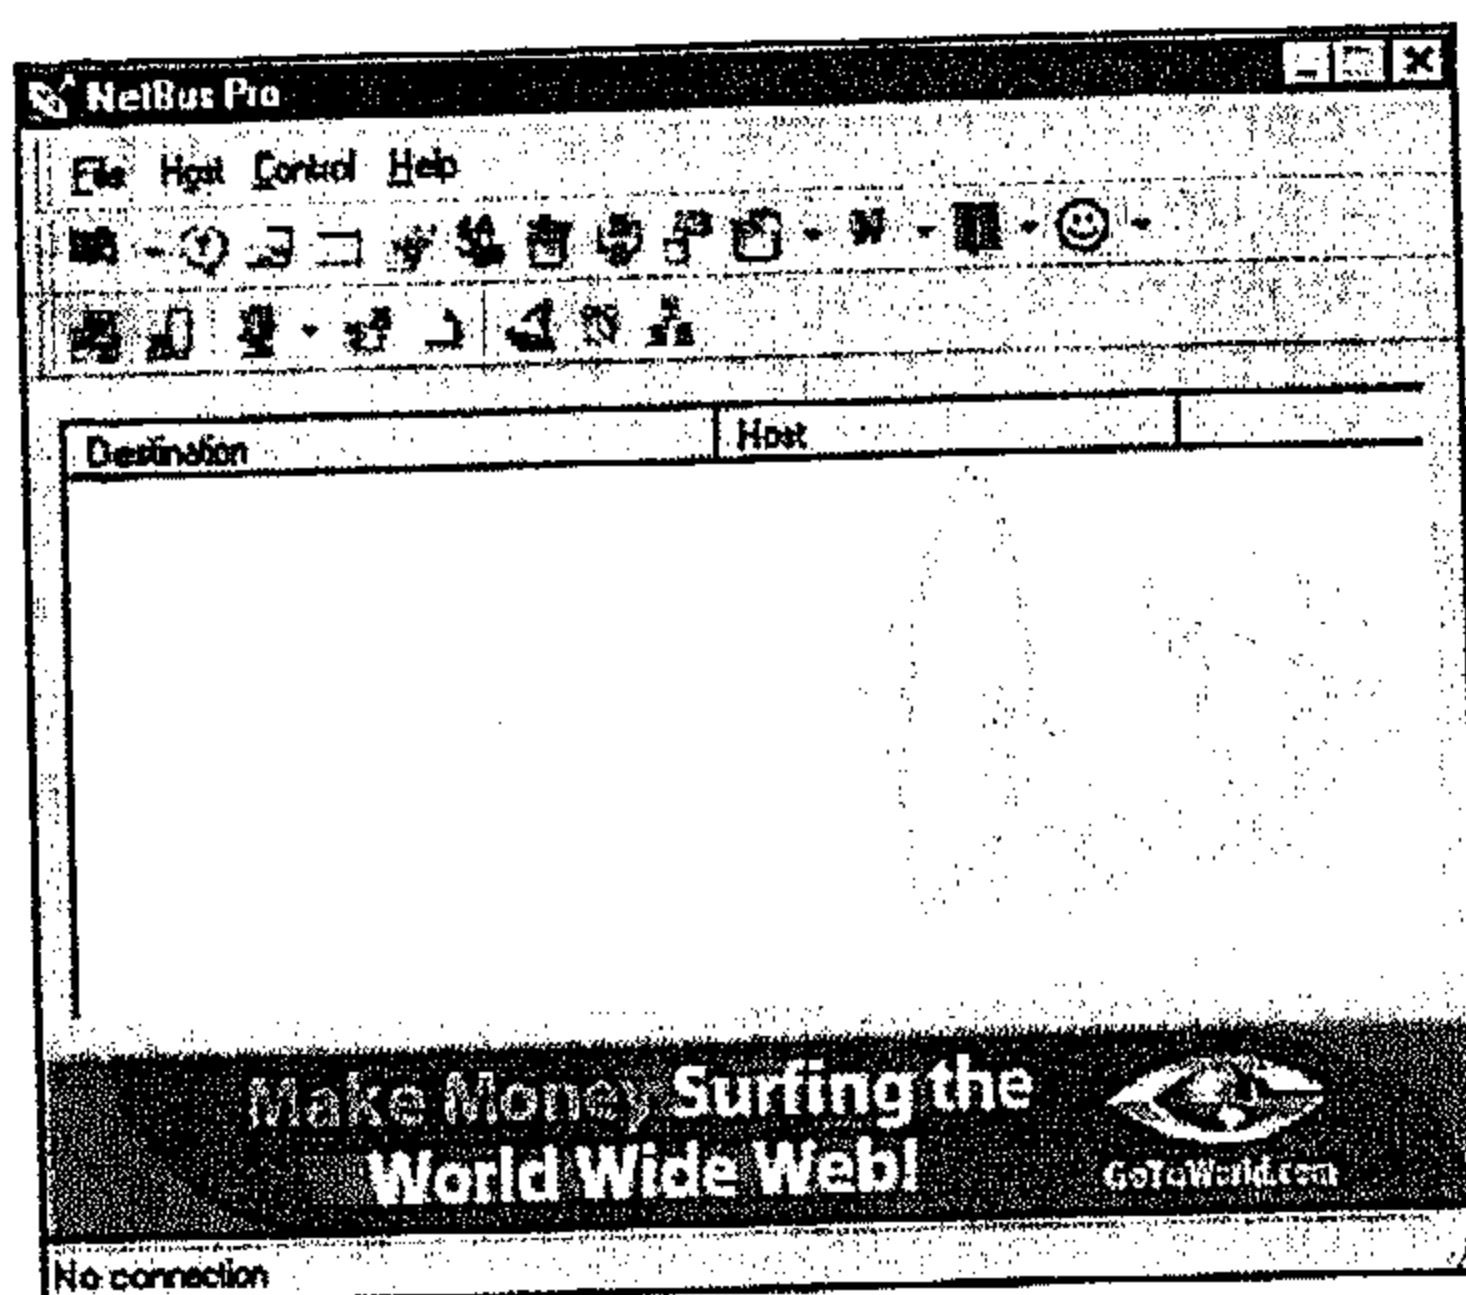 NetBus Pro
File Host Control Help
Destination Host
Make Money Surfing the
World Wide Web!
GoToWorld.com
No connection